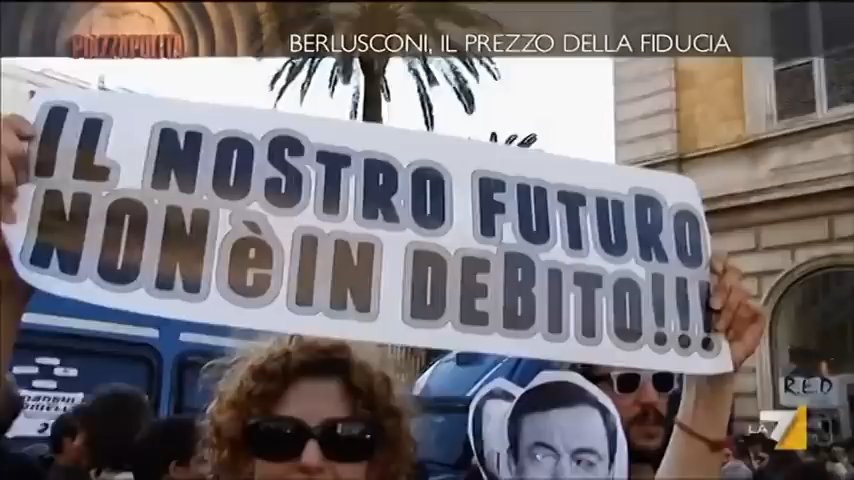 PIAZZAPULITA
BERLUSCONI, IL PREZZO DELLA FIDUCIA
IL NOSTRO FUTURO
NON è IN DEBITO!!!
RED
LA 7